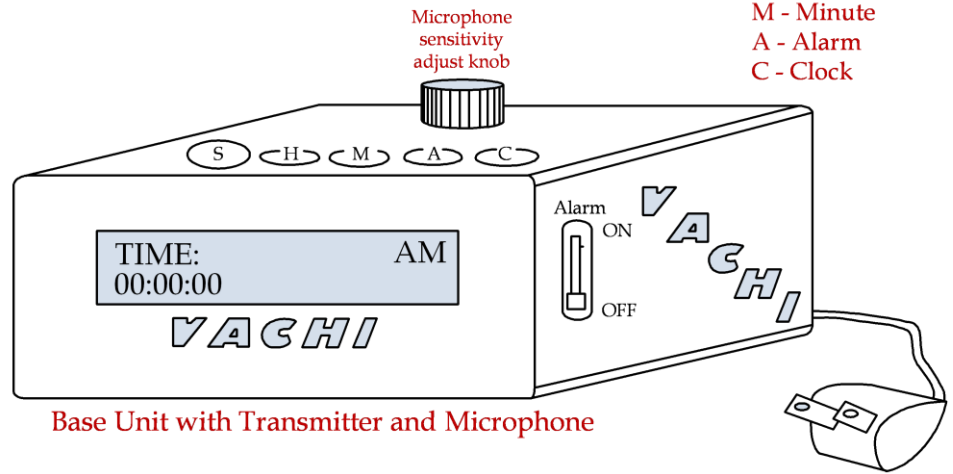 Microphone
sensitivity
adjust knob
M - Minute
A - Alarm
C - Clock
S H M A C
Alarm
ON
OFF
VACHI
TIME: AM
00:00:00
VACHI
Base Unit with Transmitter and Microphone